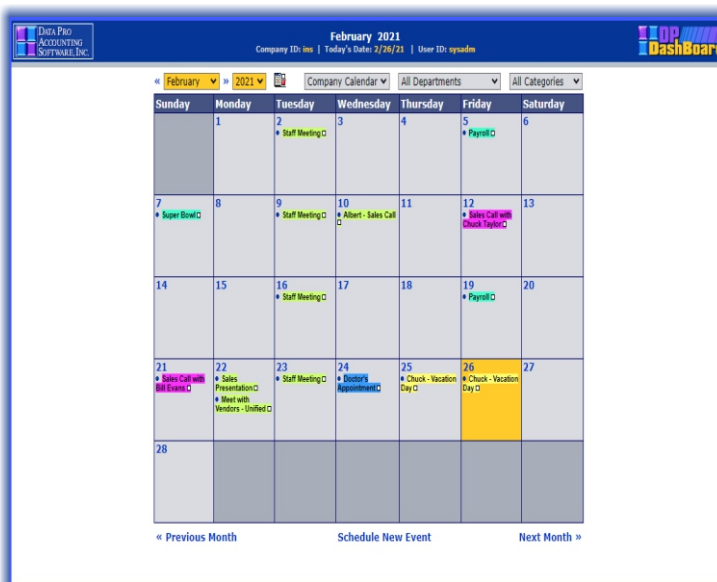 DATA PRO
ACCOUNTING
SOFTWARE, INC.
February 2021
Company ID: ins | Today's Date: 2/26/21 | User ID: sysadm
DP
DashBoard
« February » 2021 Company Calendar All Departments All Categories
Sunday Monday Tuesday Wednesday Thursday Friday Saturday
1 2 3 4 5 6
• Staff Meeting • Payroll
7 8 9 10 11 12 13
• Super Bowl • Staff Meeting • Albert - Sales Call • Sales Call with
Chuck Taylor
14 15 16 17 18 19 20
• Staff Meeting • Payroll
21 22 23 24 25 26 27
• Sales Call with • Sales • Staff Meeting • Doctor's • Chuck - Vacation • Chuck - Vacation
Bill Evans Presentation Appointment Day Day
• Meet with
Vendors - Unified
28
« Previous Month Schedule New Event Next Month »